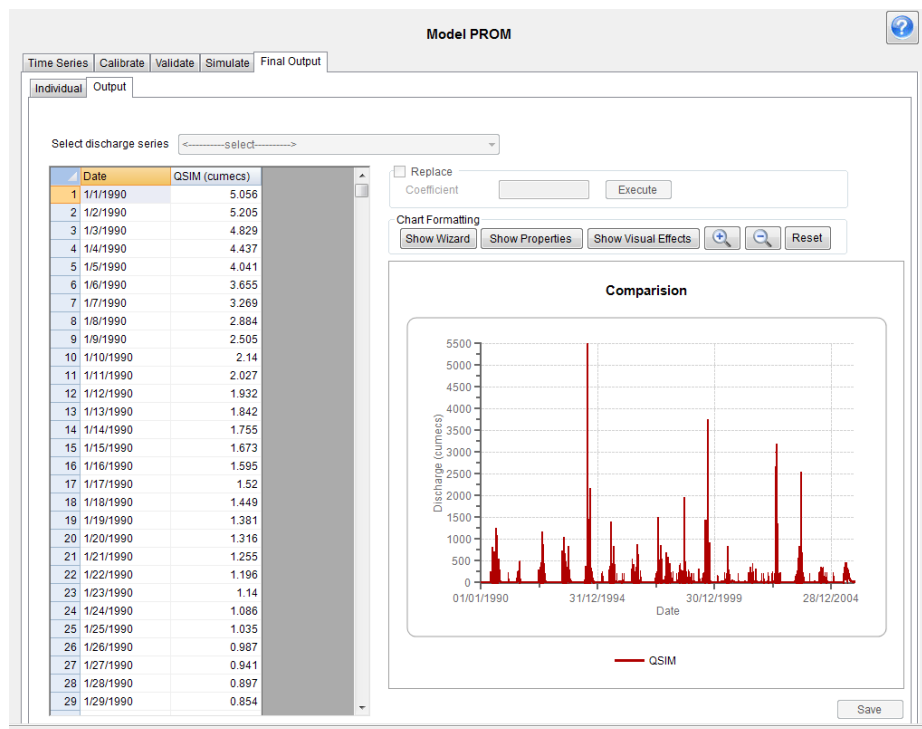 Model PROM
Time Series Calibrate Validate Simulate Final Output
Individual Output
Select discharge series <----------select---------->
Date QSIM (cumecs)
1 1/1/1990 5.056
2 1/2/1990 5.205
3 1/3/1990 4.829
4 1/4/1990 4.437
5 1/5/1990 4.041
6 1/6/1990 3.655
7 1/7/1990 3.269
8 1/8/1990 2.884
9 1/9/1990 2.505
10 1/10/1990 2.14
11 1/11/1990 2.027
12 1/12/1990 1.932
13 1/13/1990 1.842
14 1/14/1990 1.755
15 1/15/1990 1.673
16 1/16/1990 1.595
17 1/17/1990 1.52
18 1/18/1990 1.449
19 1/19/1990 1.381
20 1/20/1990 1.316
21 1/21/1990 1.255
22 1/22/1990 1.196
23 1/23/1990 1.14
24 1/24/1990 1.086
25 1/25/1990 1.035
26 1/26/1990 0.987
27 1/27/1990 0.941
28 1/28/1990 0.897
29 1/29/1990 0.854
Replace
Coefficient Execute
Chart Formatting
Show Wizard Show Properties Show Visual Effects Reset
Comparision
Discharge (cumecs)
5500
5000
4500
4000
3500
3000
2500
2000
1500
1000
500
0
01/01/1990 31/12/1994 30/12/1999 28/12/2004
Date
QSIM
Save